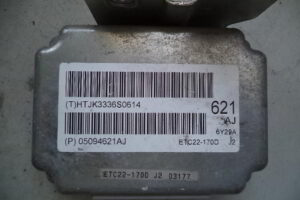 (T)HTJK3336S0614
621
AJ
6Y29A
(P) 05094621AJ
ETC22-170D J2
ETC22-170D J2 03177